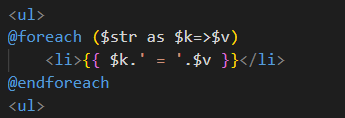 <ul>
@foreach ($str as $k=>$v)
    <li>{{ $k.' = '.$v }}</li>
@endforeach
<ul>